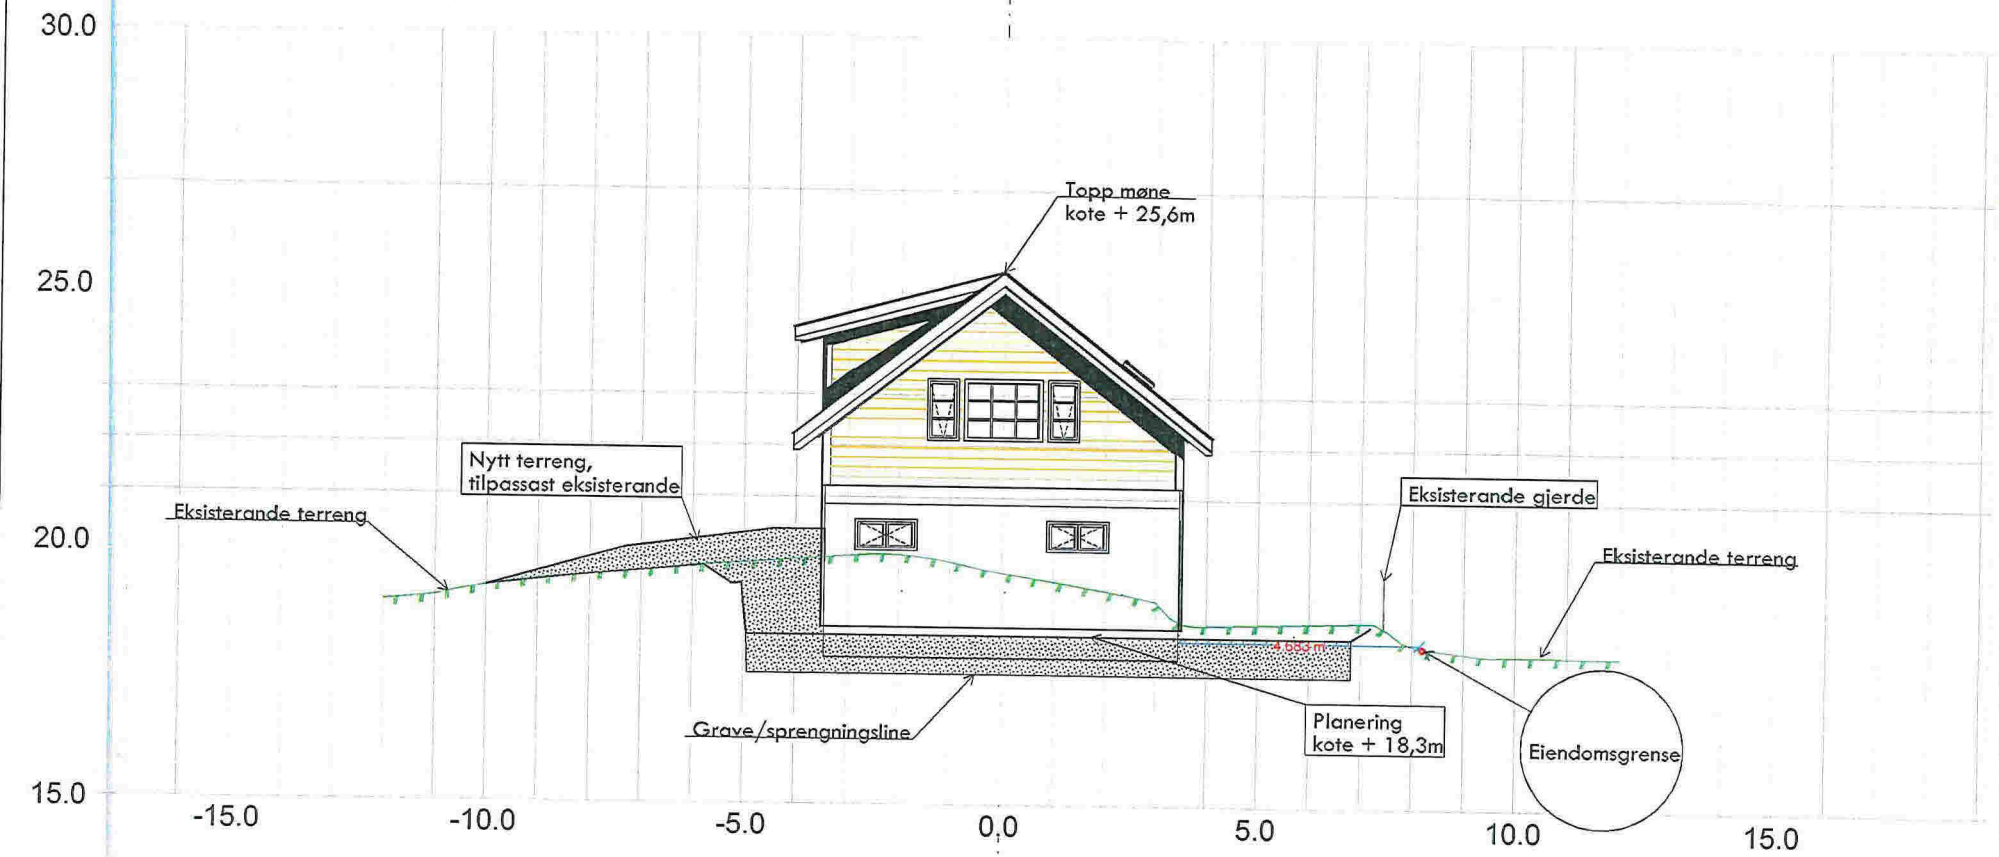 30.0
Topp møne
kote + 25,6m
25.0
Nytt terreng,
tilpassast eksisterande
Eksisterande gjerde
Eksisterande terreng
20.0
Eksisterande terreng
4.683 m
Grave/sprengningsline
Planering
kote + 18,3m
Eiendomsgrense
15.0
-15.0
-10.0
-5.0
0,0
5.0
10.0
15.0